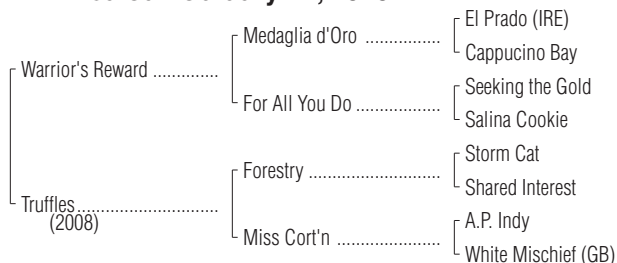 El Prado (IRE)
Medaglia d'Oro ................
Cappucino Bay
Warrior's Reward ..............
Seeking the Gold
For All You Do ..................
Salina Cookie
Storm Cat
Forestry ............................
Shared Interest
Truffles..............................
(2008)
A.P. Indy
Miss Cort'n ......................
White Mischief (GB)